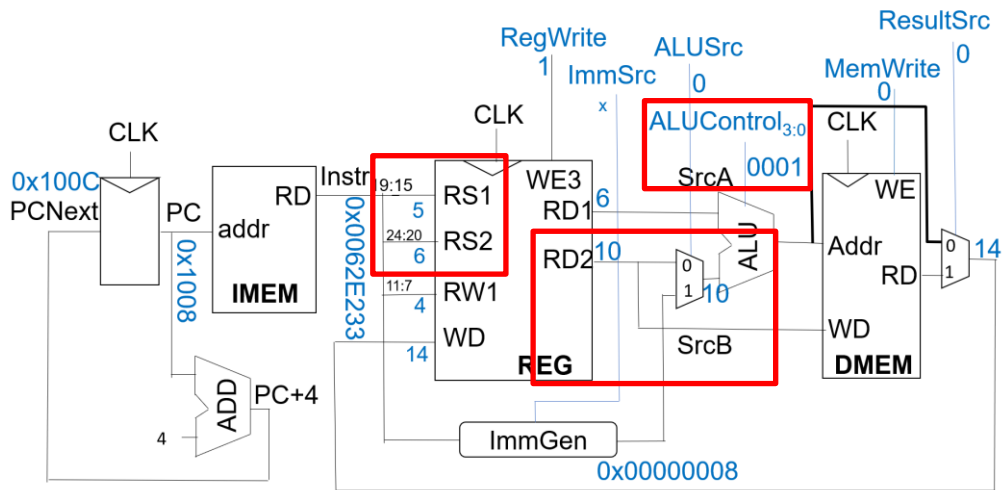 ResultSrc
0
RegWrite
1
ALUSrc
0
ImmSrc
x
MemWrite
0
ALUControl3:0
0001
CLK
CLK
CLK
0x100C
PCNext
PC
0x1008
addr
RD
IMEM
Instr
0x0062E233
19:15
5
RS1
24:20
6
RS2
11:7
4
RW1
14
WD
WE3
RD1
6
RD2
10
REG
SrcA
0
1
10
SrcB
ALU
WE
Addr
RD
WD
DMEM
0
1
14
ADD
4
PC+4
ImmGen
0x00000008